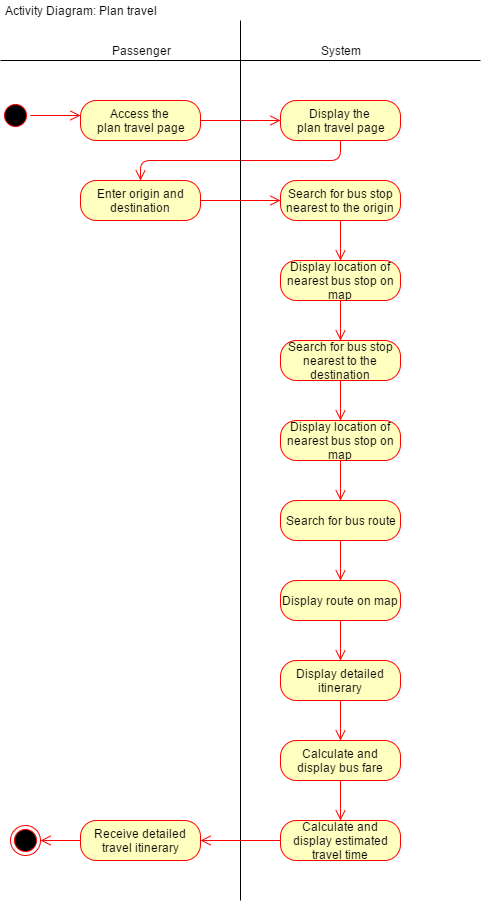 Activity Diagram: Plan travel
Passenger
System
Access the
plan travel page
Display the
plan travel page
Enter origin and
destination
Search for bus stop
nearest to the origin
Display location of
nearest bus stop on
map
Search for bus stop
nearest to the
destination
Display location of
nearest bus stop on
map
Search for bus route
Display route on map
Display detailed
itinerary
Calculate and
display bus fare
Calculate and
display estimated
travel time
Receive detailed
travel itinerary